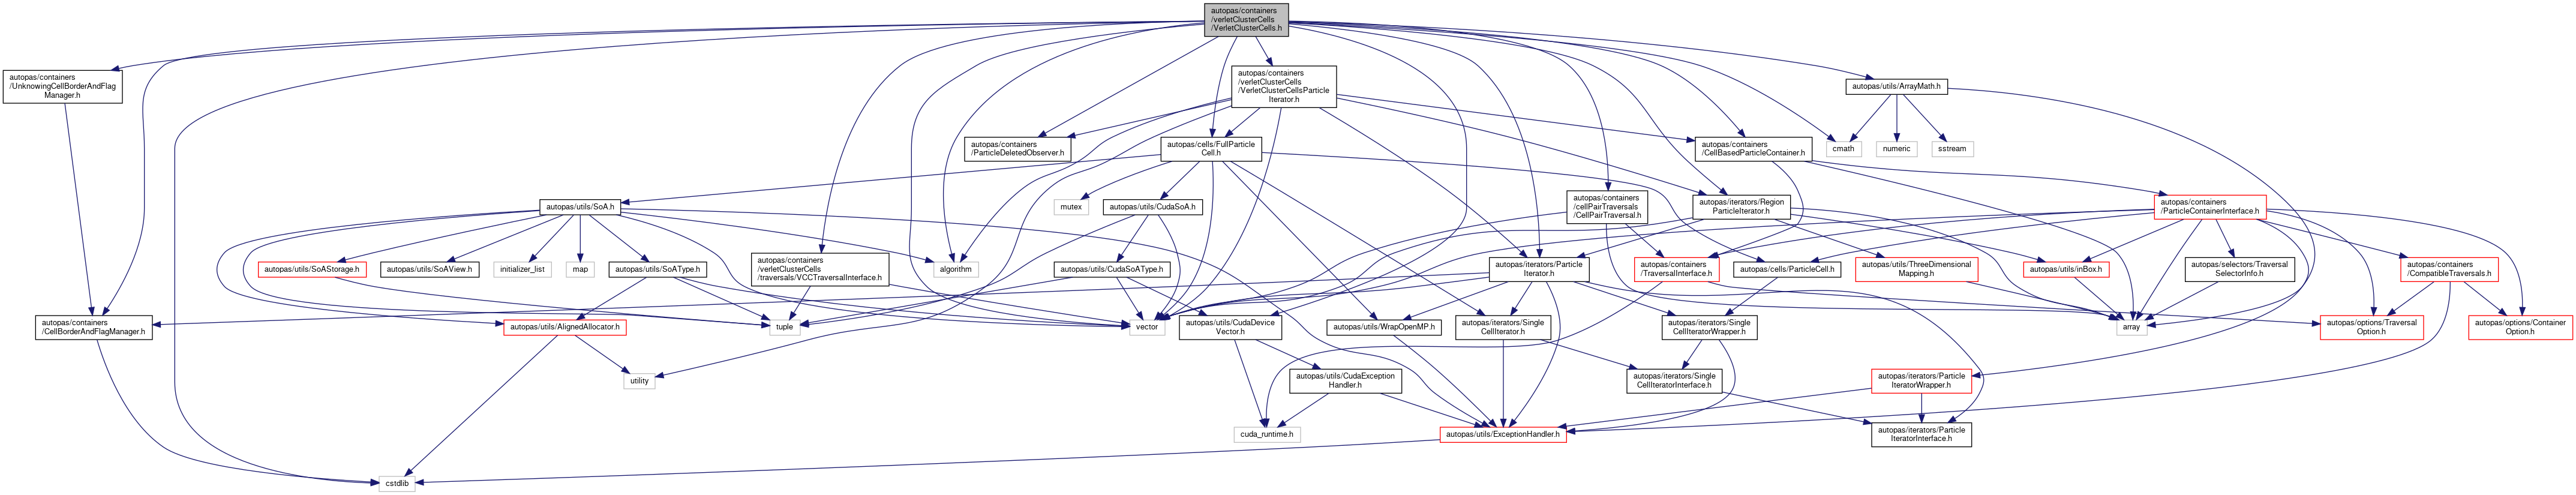 autopas/containers
/verletClusterCells
/VerletClusterCells.h
autopas/containers
/UnknowingCellBorderAndFlag
Manager.h
autopas/containers
/verletClusterCells
/VerletClusterCellsParticle
Iterator.h
autopas/utils/ArrayMath.h
autopas/containers
/ParticleDeletedObserver.h
autopas/cells/FullParticle
Cell.h
autopas/containers
/CellBasedParticleContainer.h
cmath
numeric
sstream
autopas/utils/SoA.h
mutex
autopas/utils/CudaSoA.h
autopas/containers
/cellPairTraversals
/CellPairTraversal.h
autopas/iterators/Region
ParticleIterator.h
autopas/containers
/ParticleContainerInterface.h
autopas/utils/SoAStorage.h
autopas/utils/SoAView.h
initializer_list
map
autopas/utils/SoAType.h
autopas/containers
/verletClusterCells
/traversals/VCCTraversalInterface.h
algorithm
autopas/utils/CudaSoAType.h
autopas/iterators/Particle
Iterator.h
autopas/containers
/TraversalInterface.h
autopas/cells/ParticleCell.h
autopas/utils/ThreeDimensional
Mapping.h
autopas/utils/inBox.h
autopas/selectors/Traversal
SelectorInfo.h
autopas/containers
/CompatibleTraversals.h
autopas/containers
/CellBorderAndFlagManager.h
autopas/utils/AlignedAllocator.h
tuple
vector
autopas/utils/CudaDevice
Vector.h
autopas/utils/WrapOpenMP.h
autopas/iterators/Single
CellIterator.h
autopas/iterators/Single
CellIteratorWrapper.h
array
autopas/options/Traversal
Option.h
autopas/options/Container
Option.h
utility
autopas/utils/CudaException
Handler.h
autopas/iterators/Single
CellIteratorInterface.h
autopas/iterators/Particle
IteratorWrapper.h
cuda_runtime.h
autopas/utils/ExceptionHandler.h
autopas/iterators/Particle
IteratorInterface.h
cstdlib